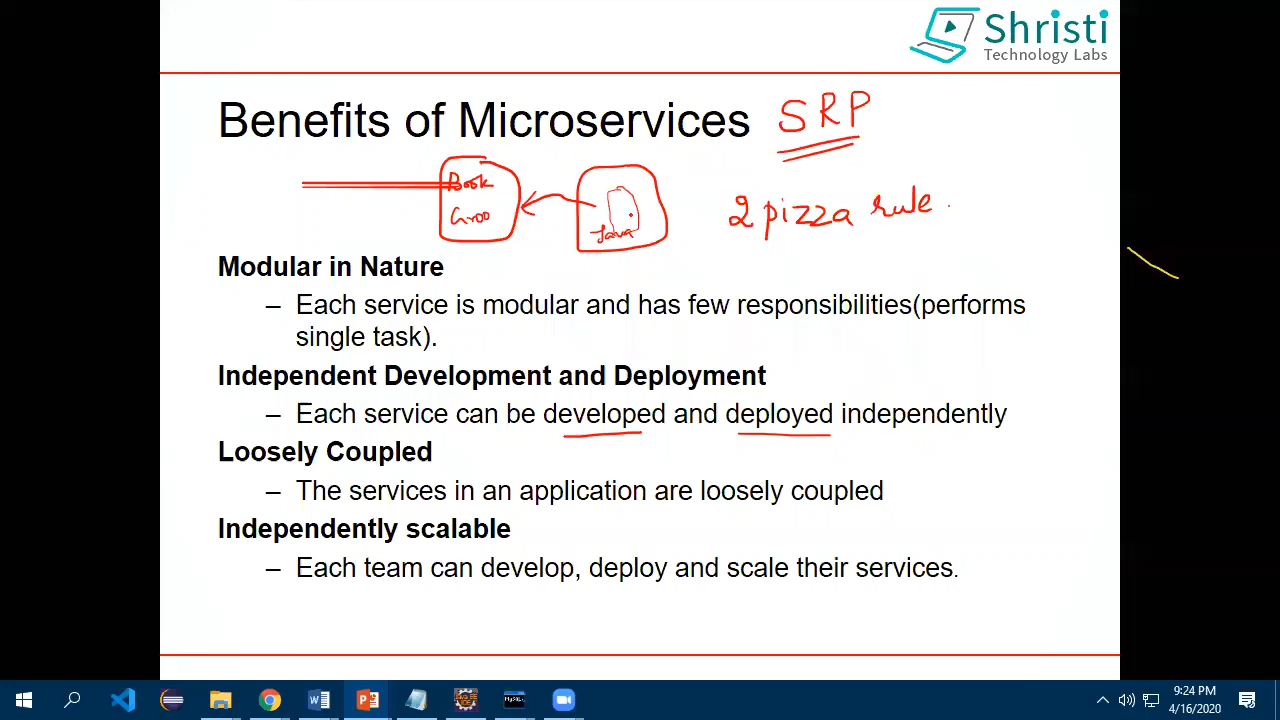 Shristi
Technology Labs
Benefits of Microservices SRP
Book
Groo
Java
2 pizza rule.
Modular in Nature
– Each service is modular and has few responsibilities(performs
single task).
Independent Development and Deployment
– Each service can be developed and deployed independently
Loosely Coupled
– The services in an application are loosely coupled
Independently scalable
– Each team can develop, deploy and scale their services.
9:24 PM
4/16/2020